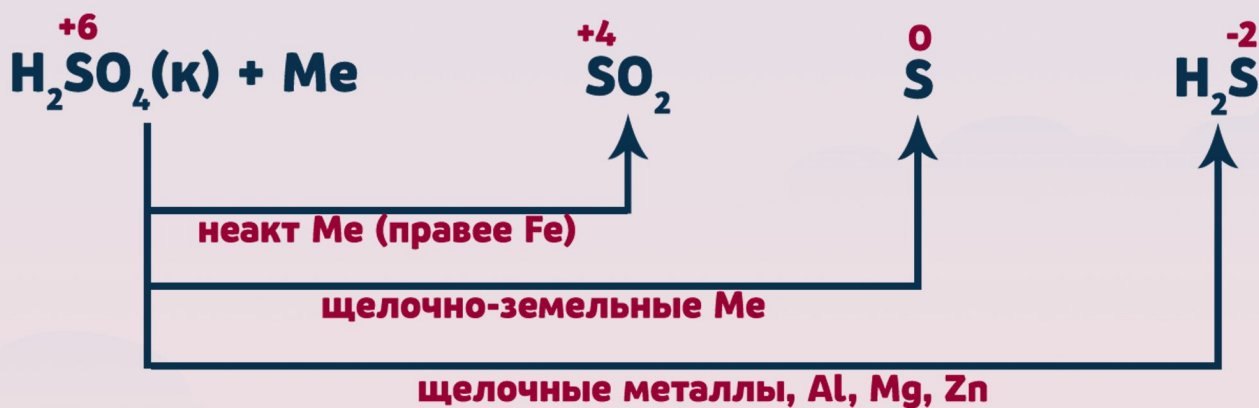 +6 +4 0 -2
H₂SO₄(к) + Me SO₂ S H₂S
неакт Me (правее Fe)
щелочно-земельные Me
щелочные металлы, Al, Mg, Zn